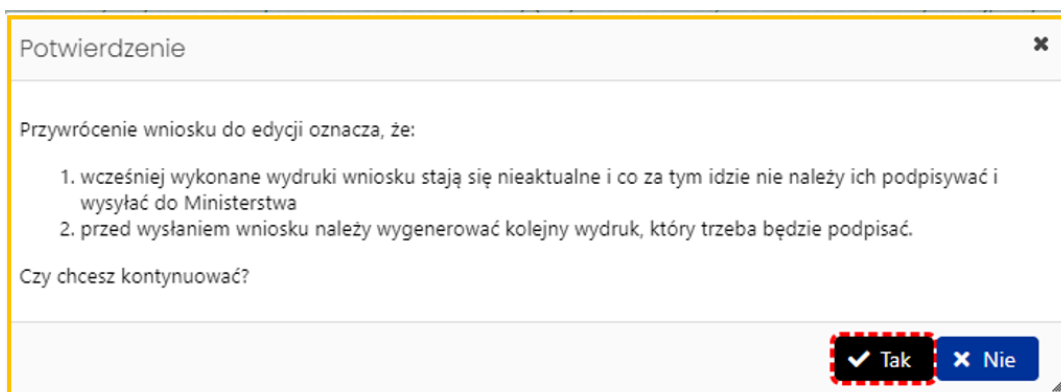 Potwierdzenie
Przywrócenie wniosku do edycji oznacza, że:
1. wcześniej wykonane wydruki wniosku stają się nieaktualne i co za tym idzie nie należy ich podpisywać i
wysyłać do Ministerstwa
2. przed wysłaniem wniosku należy wygenerować kolejny wydruk, który trzeba będzie podpisać.
Czy chcesz kontynuować?
Tak Nie